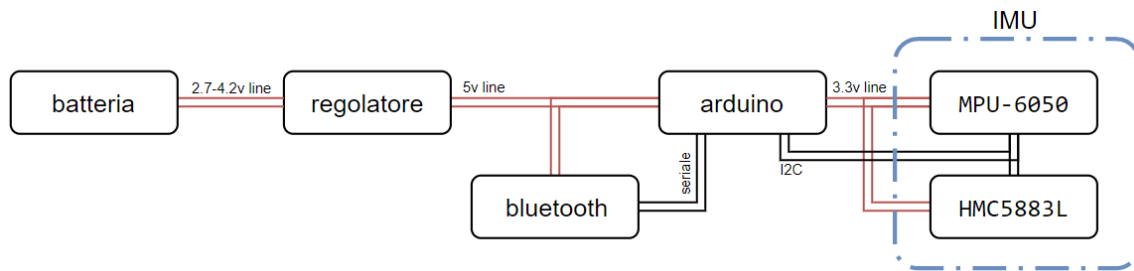 IMU
batteria
2.7-4.2v line
regolatore
5v line
arduino
3.3v line
MPU-6050
seriale
I2C
bluetooth
HMC5883L